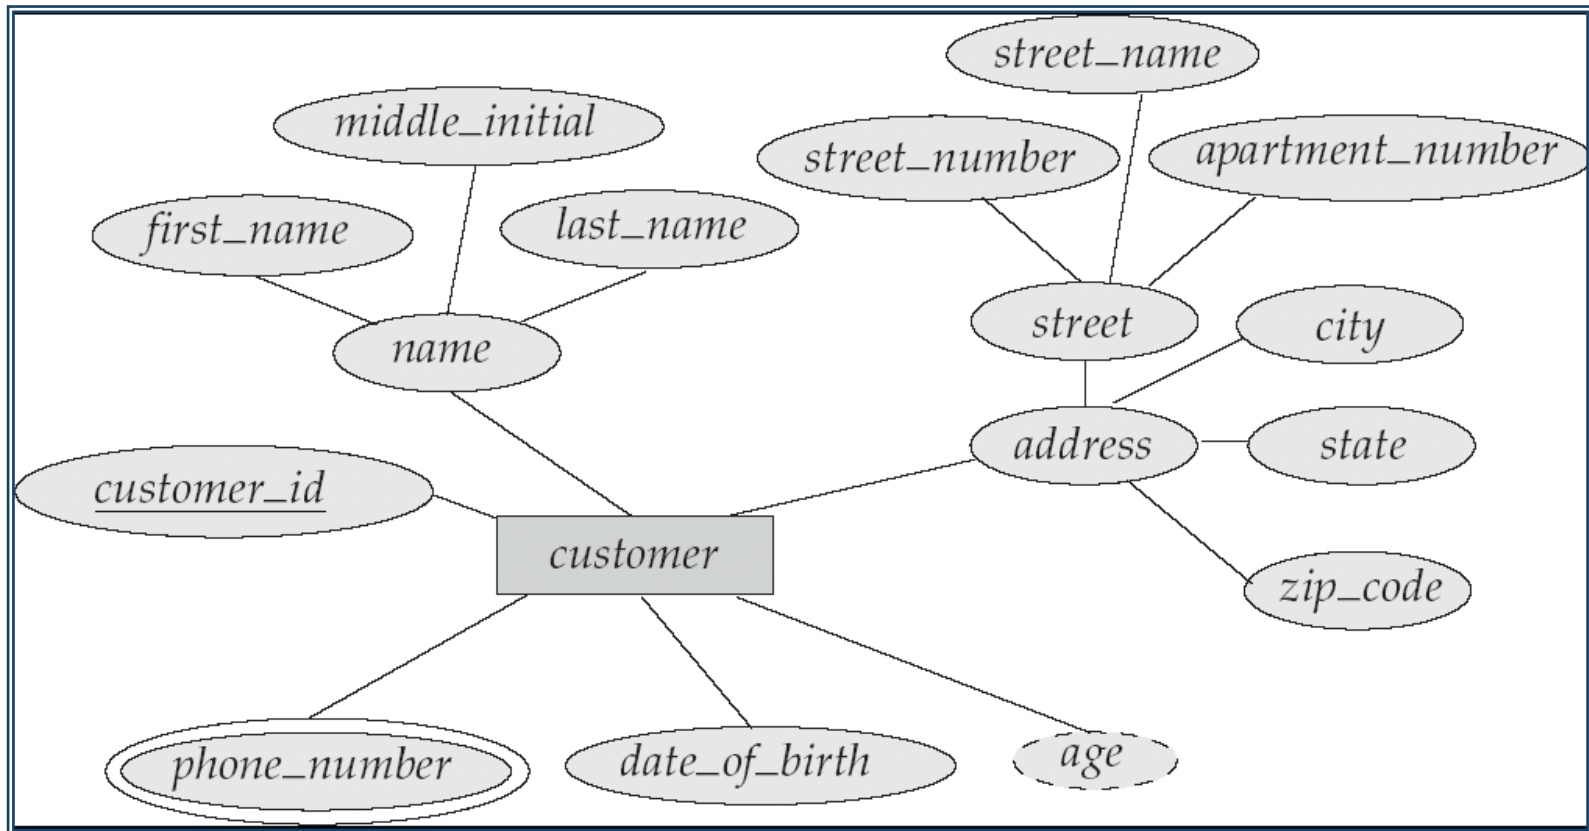 street_name
middle_initial
street_number
apartment_number
first_name
last_name
street
city
name
address
state
customer_id
customer
zip_code
phone_number
date_of_birth
age